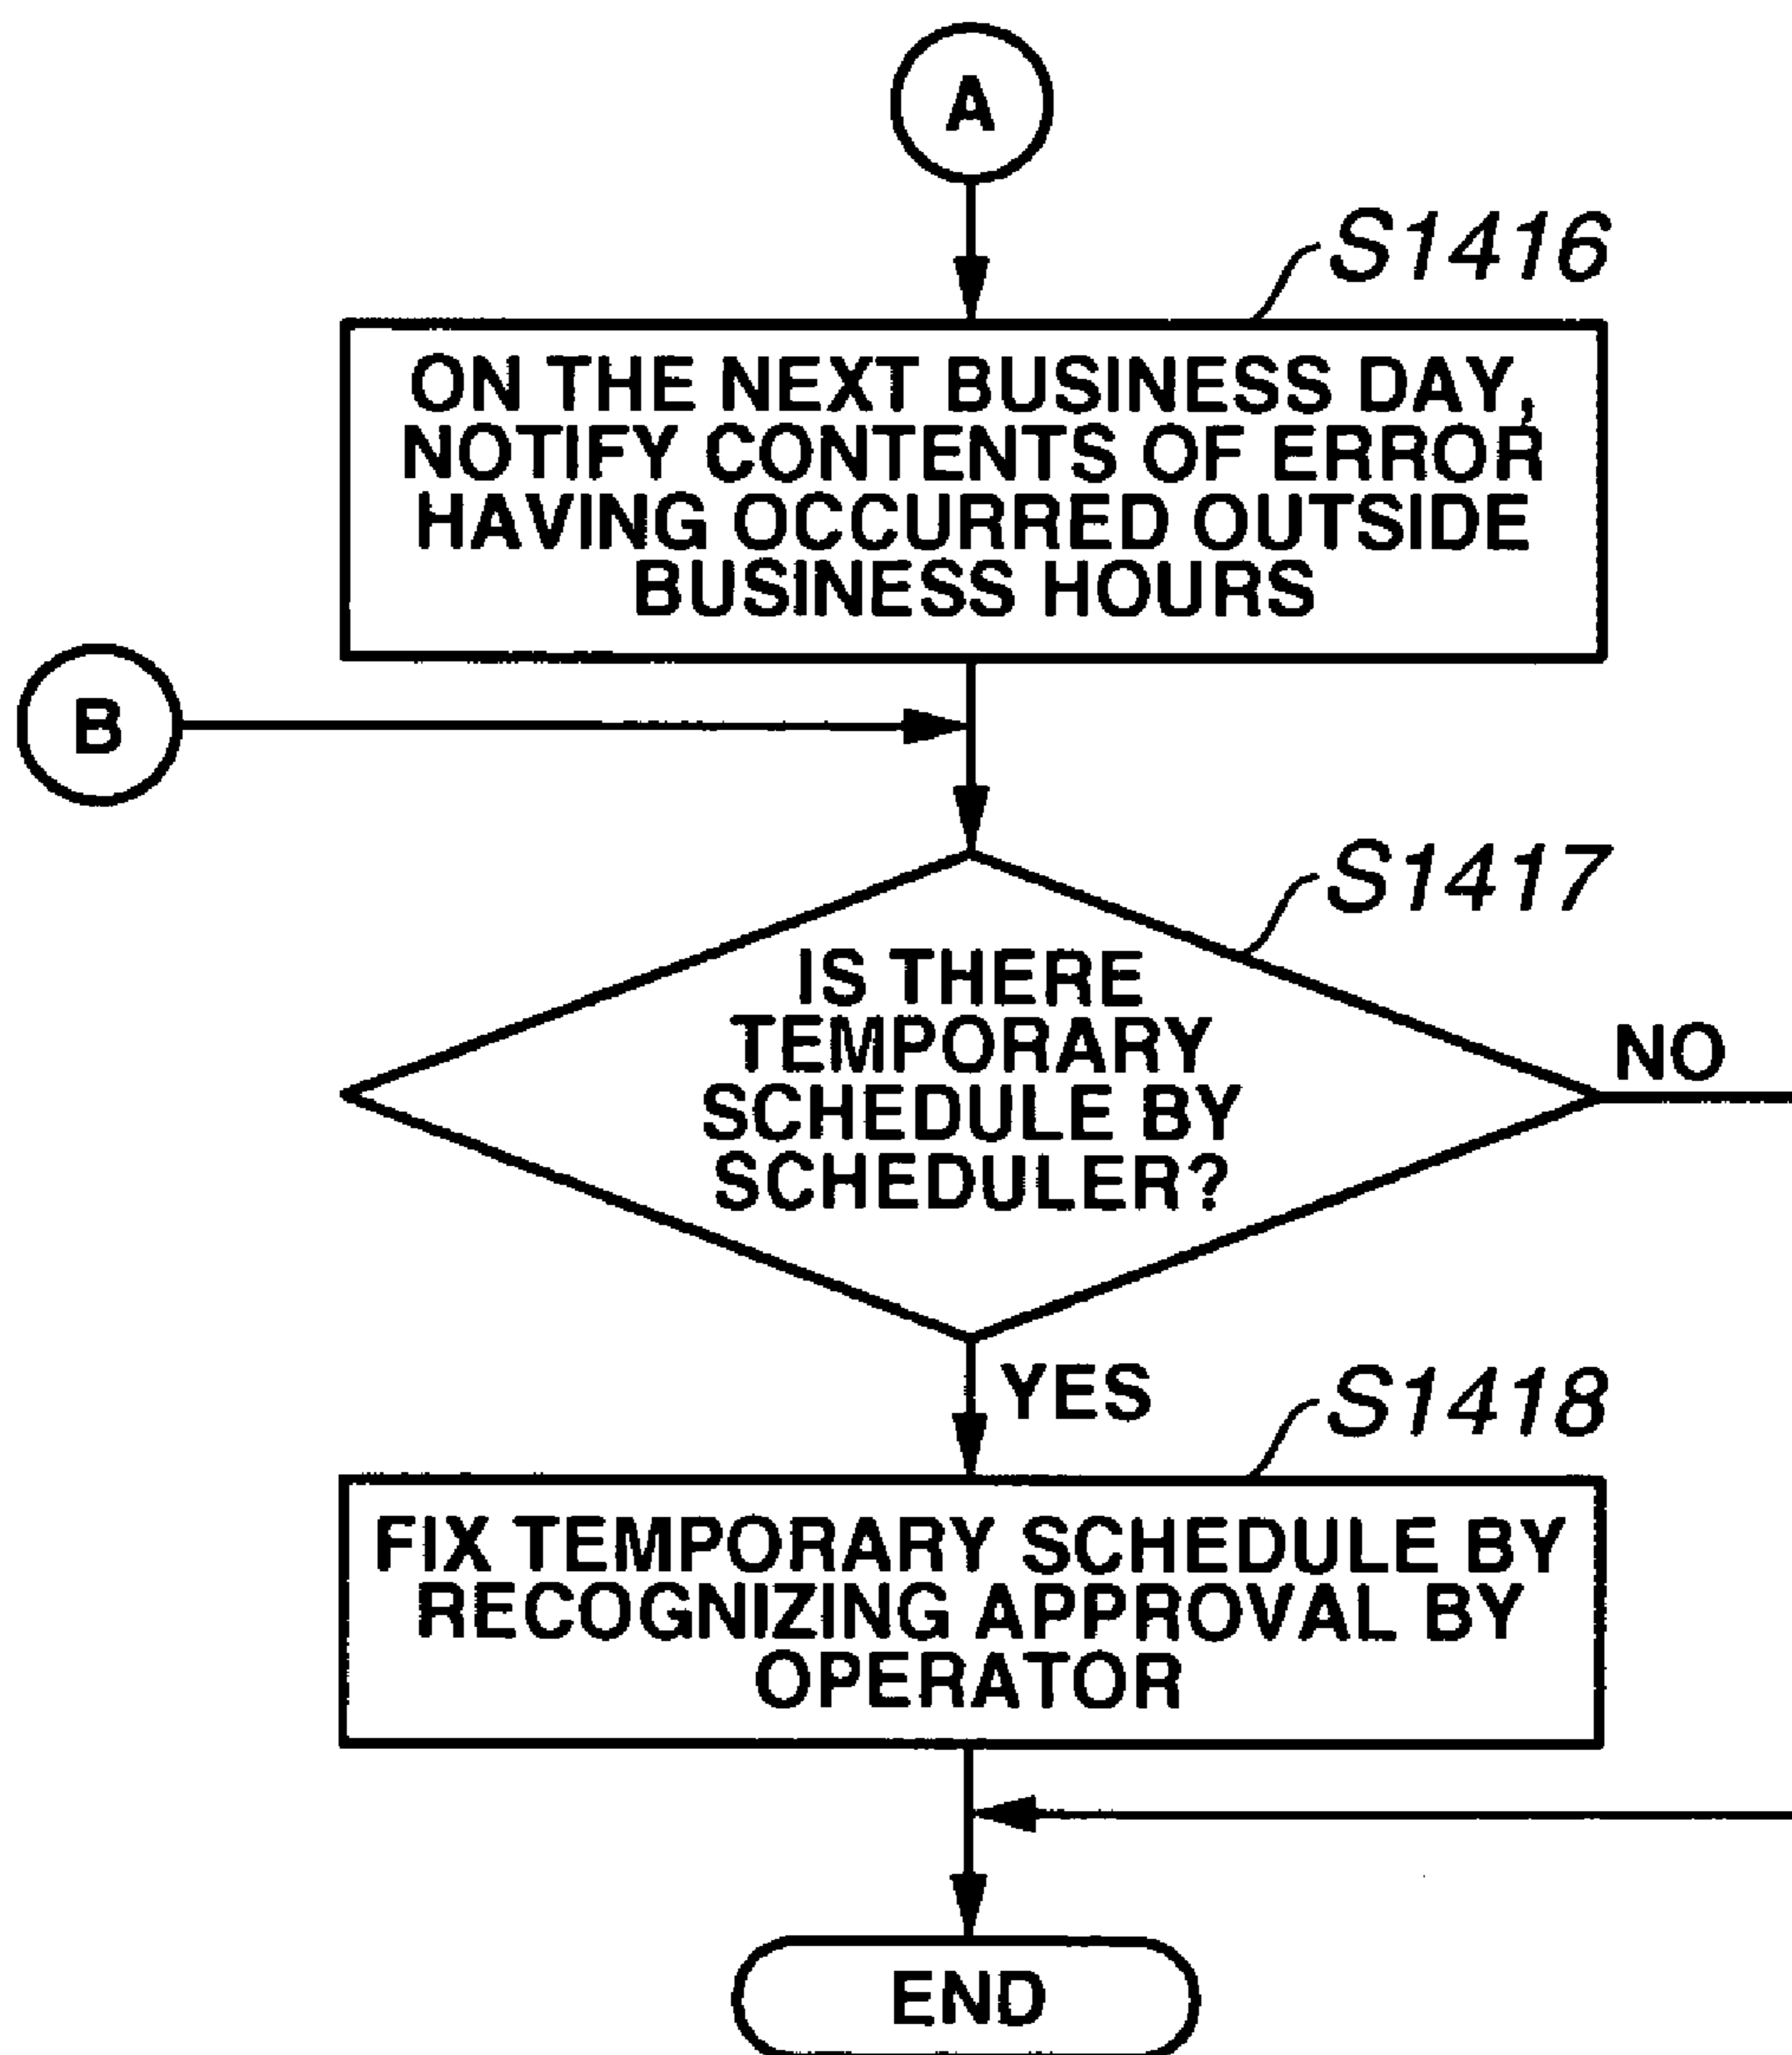 A
S1416
ON THE NEXT BUSINESS DAY,
NOTIFY CONTENTS OF ERROR
HAVING OCCURRED OUTSIDE
BUSINESS HOURS
B
S1417
IS THERE
TEMPORARY
SCHEDULE BY
SCHEDULER?
NO
YES
S1418
FIX TEMPORARY SCHEDULE BY
RECOGNIZING APPROVAL BY
OPERATOR
END